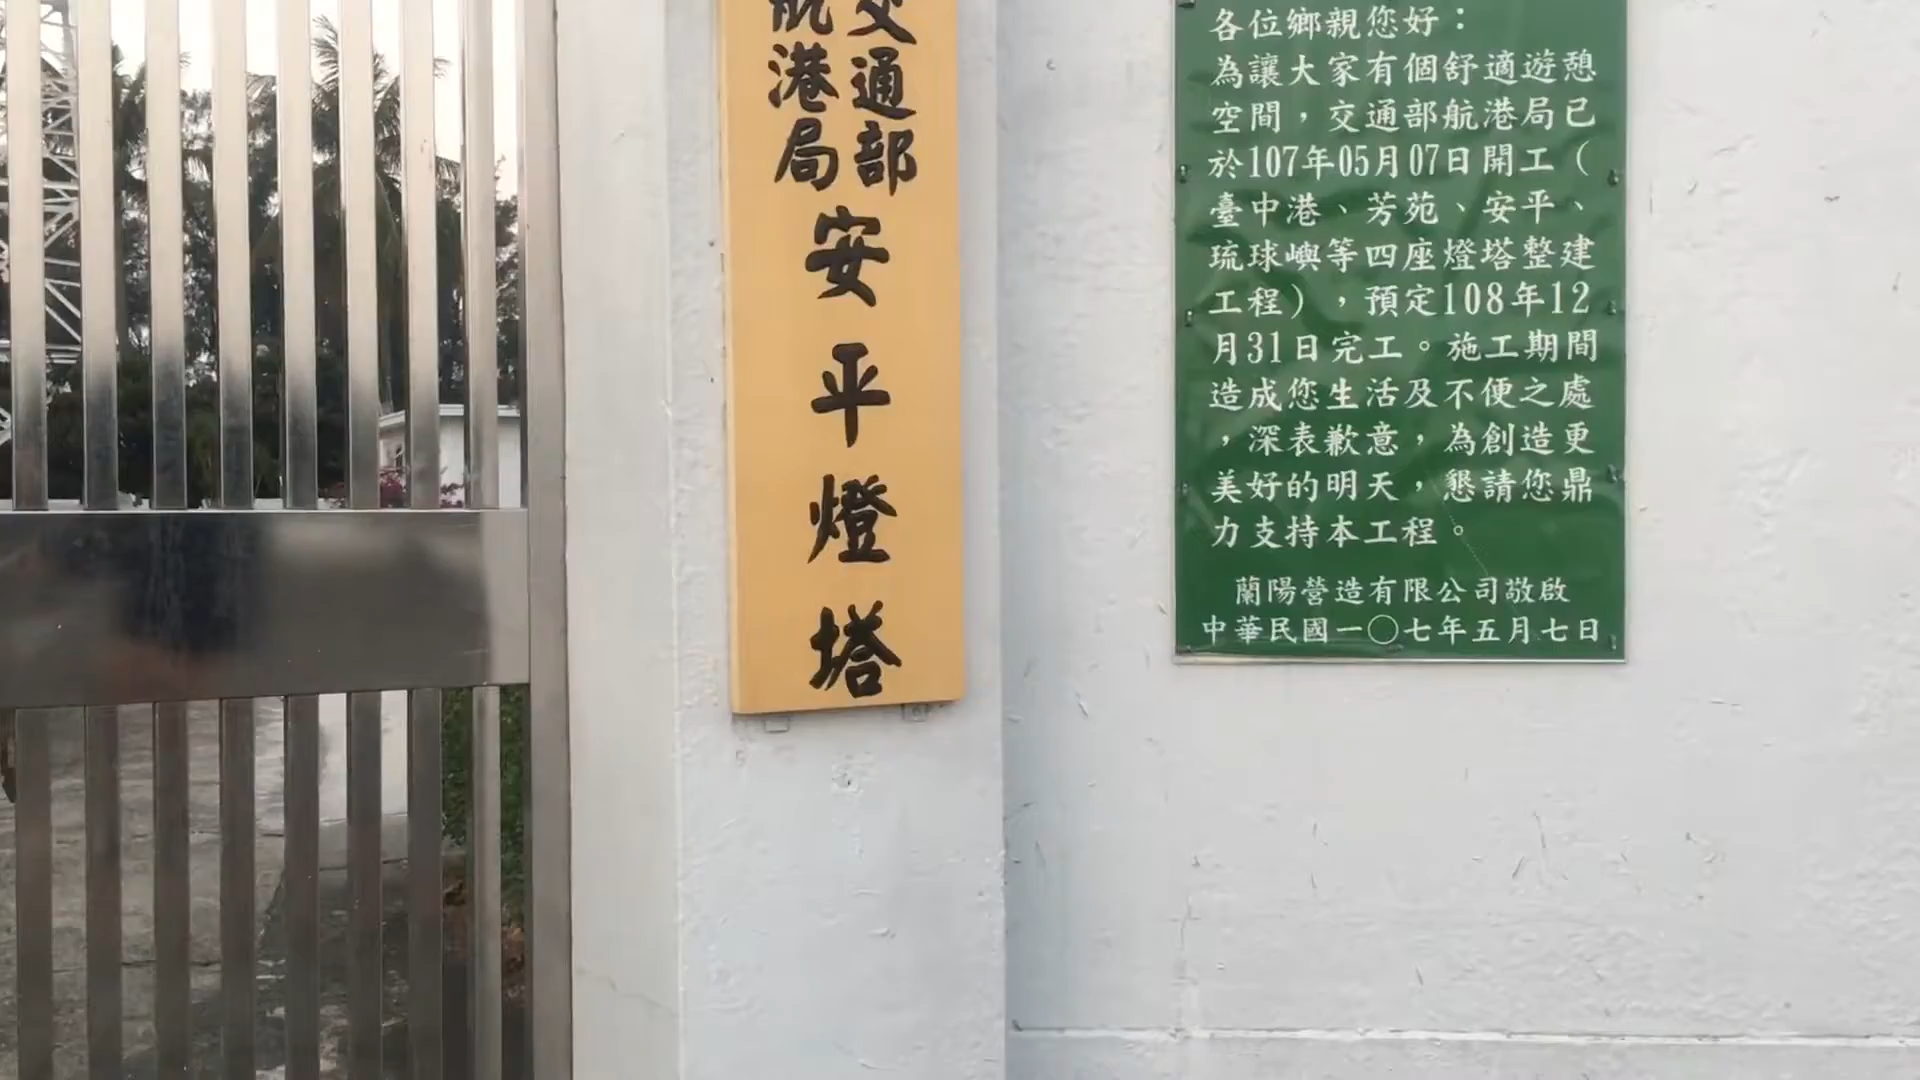 交通部
航港局
安平燈塔
各位鄉親您好：
為讓大家有個舒適遊憩
空間，交通部航港局已
於107年05月07日開工（
臺中港、芳苑、安平、
琉球嶼等四座燈塔整建
工程），預定108年12
月31日完工。施工期間
造成您生活及不便之處
，深表歉意，為創造更
美好的明天，懇請您鼎
力支持本工程。
蘭陽營造有限公司敬啟
中華民國一〇七年五月七日